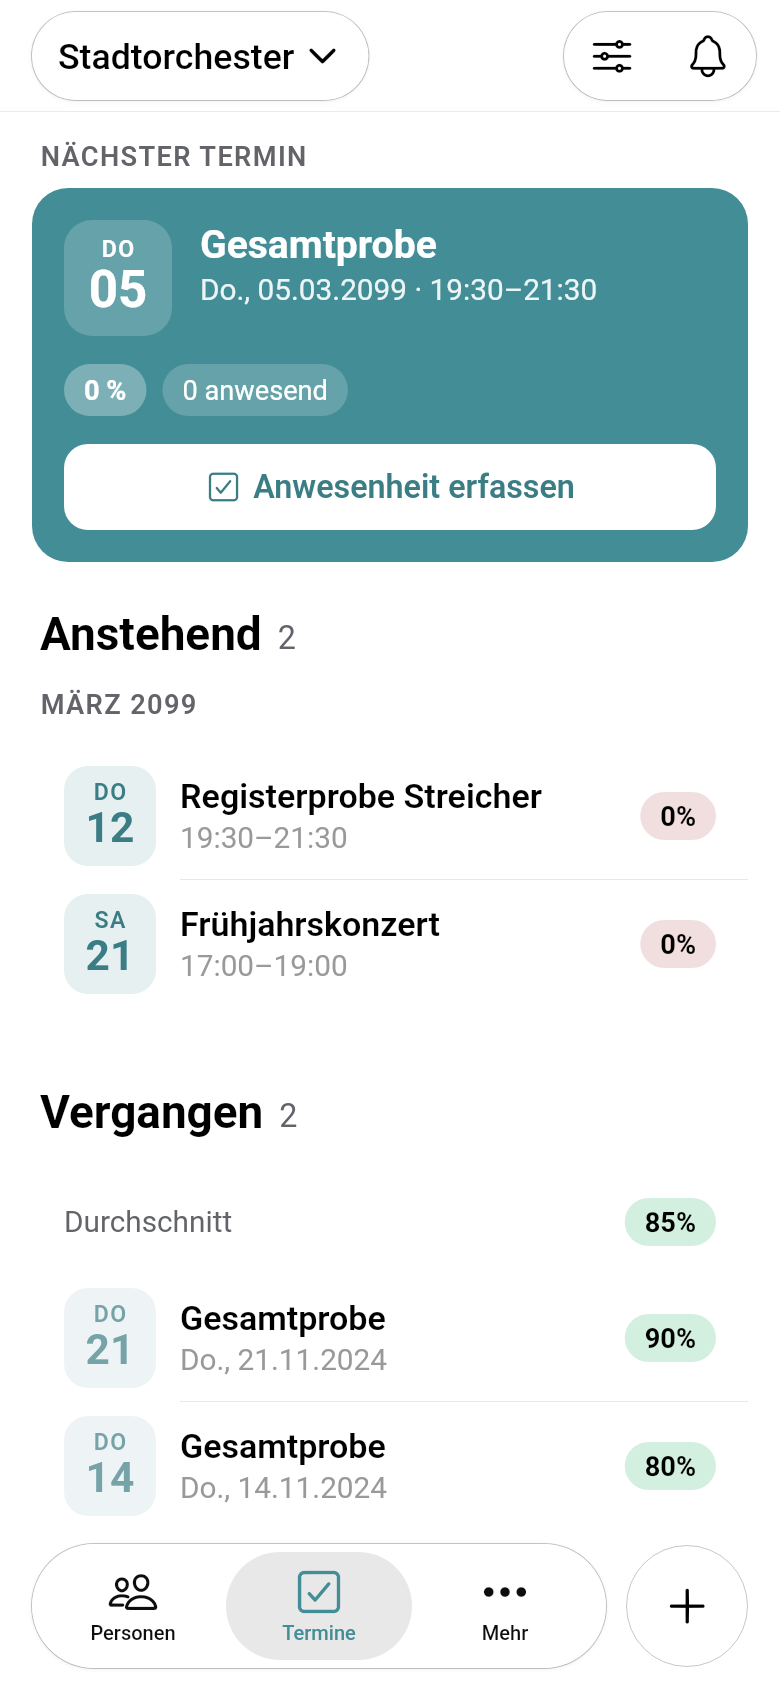 Stadtorchester
NÄCHSTER TERMIN
DO
05
Gesamtprobe
Do., 05.03.2099 · 19:30–21:30
0 %
0 anwesend
Anwesenheit erfassen
Anstehend 2
MÄRZ 2099
DO
12
Registerprobe Streicher
19:30–21:30
0%
SA
21
Frühjahrskonzert
17:00–19:00
0%
Vergangen 2
Durchschnitt
85%
DO
21
Gesamtprobe
Do., 21.11.2024
90%
DO
14
Gesamtprobe
Do., 14.11.2024
80%
Personen
Termine
Mehr